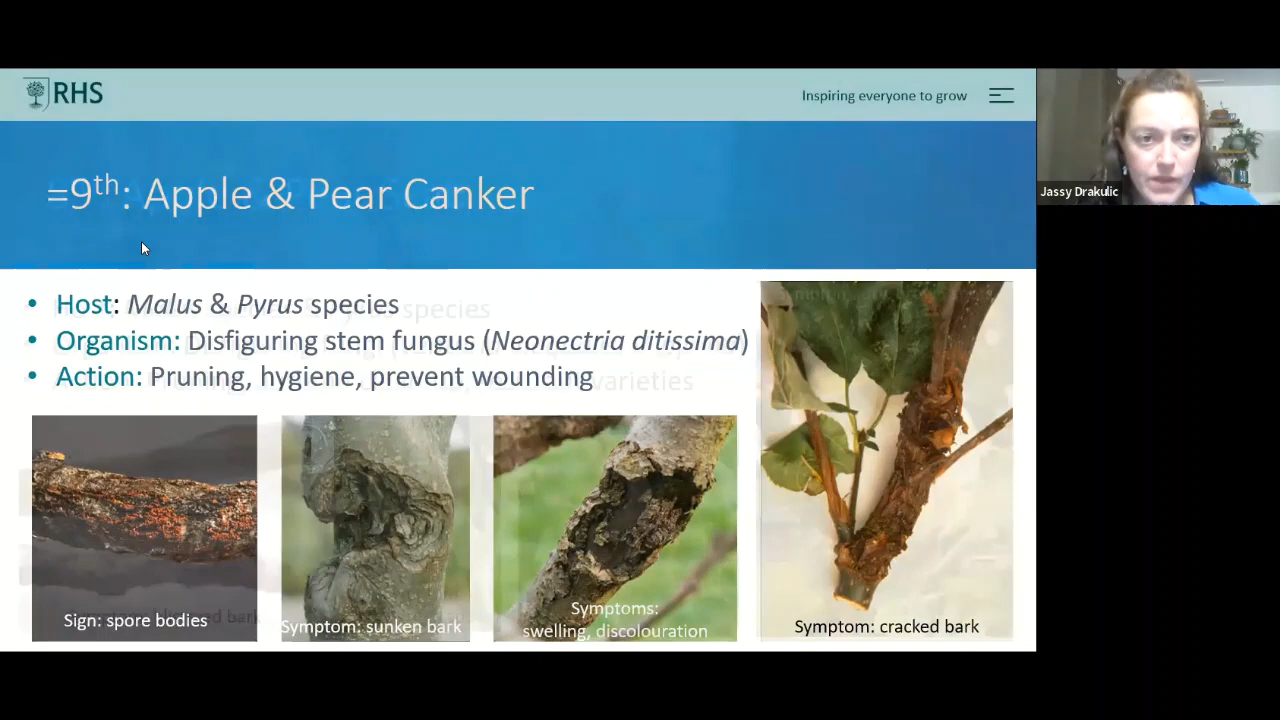 RHS
Inspiring everyone to grow
=9th: Apple & Pear Canker
Jassy Drakulic
• Host: Malus & Pyrus species
• Organism: Disfiguring stem fungus (Neonectria ditissima)
• Action: Pruning, hygiene, prevent wounding
species
varieties
Sign: spore bodies
Symptom: sunken bark
Symptoms:
swelling, discolouration
Symptom: cracked bark